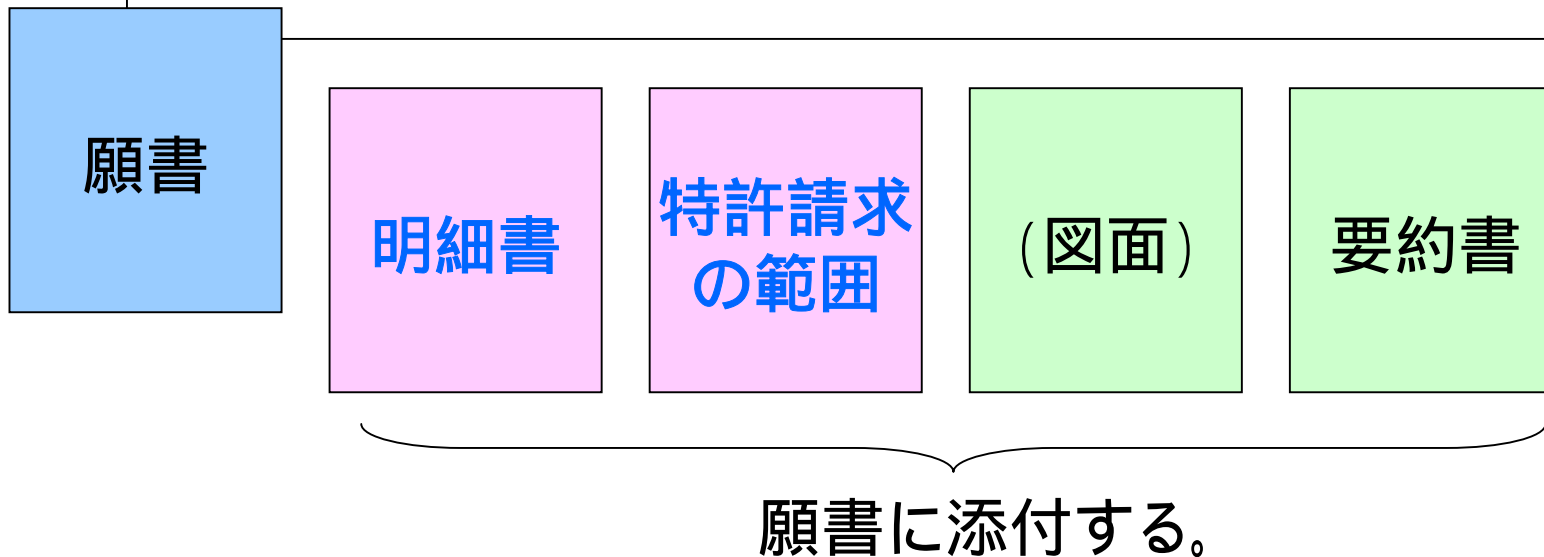 願書
明細書
特許請求
の範囲
(図面)
要約書
願書に添付する。